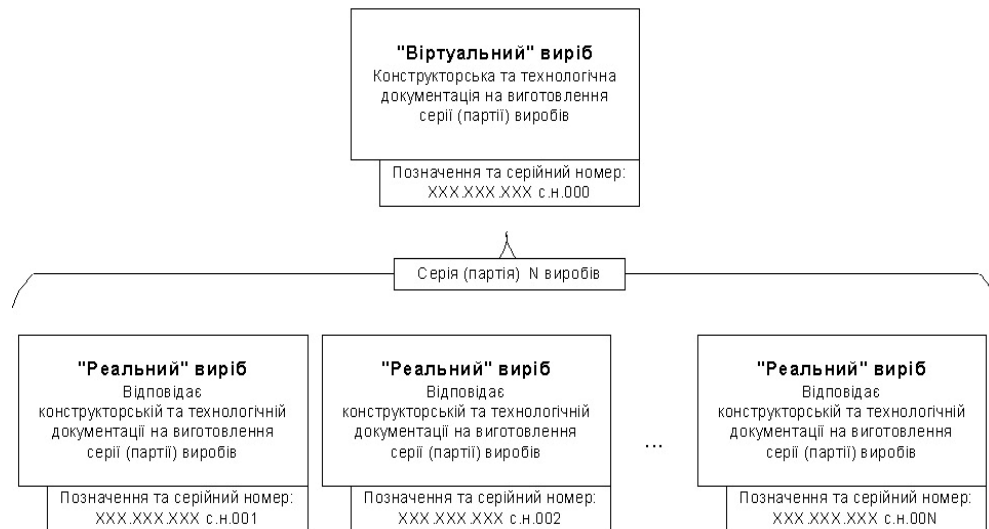 "Віртуальний" виріб
Конструкторська та технологічна
документація на виготовлення
серії (партії) виробів
Позначення та серійний номер:
XXX.XXX.XXX с.н.000
Серія (партія) N виробів
"Реальний" виріб
Відповідає
конструкторській та технологічній
документації на виготовлення
серії (партії) виробів
Позначення та серійний номер:
XXX.XXX.XXX с.н.001
"Реальний" виріб
Відповідає
конструкторській та технологічній
документації на виготовлення
серії (партії) виробів
Позначення та серійний номер:
XXX.XXX.XXX с.н.002
...
"Реальний" виріб
Відповідає
конструкторській та технологічній
документації на виготовлення
серії (партії) виробів
Позначення та серійний номер:
XXX.XXX.XXX с.н.00N